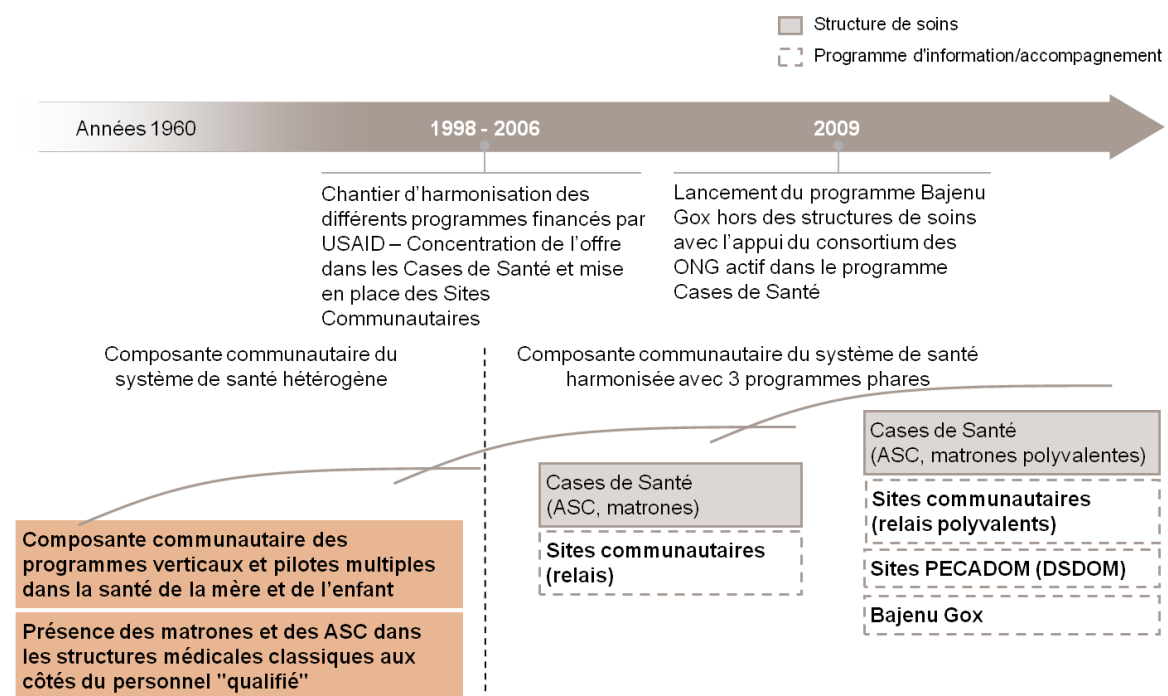 Structure de soins
Programme d'information/accompagnement
Années 1960
1998 - 2006
2009
Chantier d'harmonisation des
différents programmes financés par
USAID – Concentration de l'offre
dans les Cases de Santé et mise
en place des Sites
Communautaires
Lancement du programme Bajenu
Gox hors des structures de soins
avec l'appui du consortium des
ONG actif dans le programme
Cases de Santé
Composante communautaire du
système de santé hétérogène
Composante communautaire du système de santé
harmonisée avec 3 programmes phares
Composante communautaire des
programmes verticaux et pilotes multiples
dans la santé de la mère et de l'enfant
Présence des matrones et des ASC dans
les structures médicales classiques aux
côtés du personnel "qualifié"
Cases de Santé
(ASC, matrones)
Sites communautaires
(relais)
Cases de Santé
(ASC, matrones polyvalentes)
Sites communautaires
(relais polyvalents)
Sites PECADOM (DSDOM)
Bajenu Gox